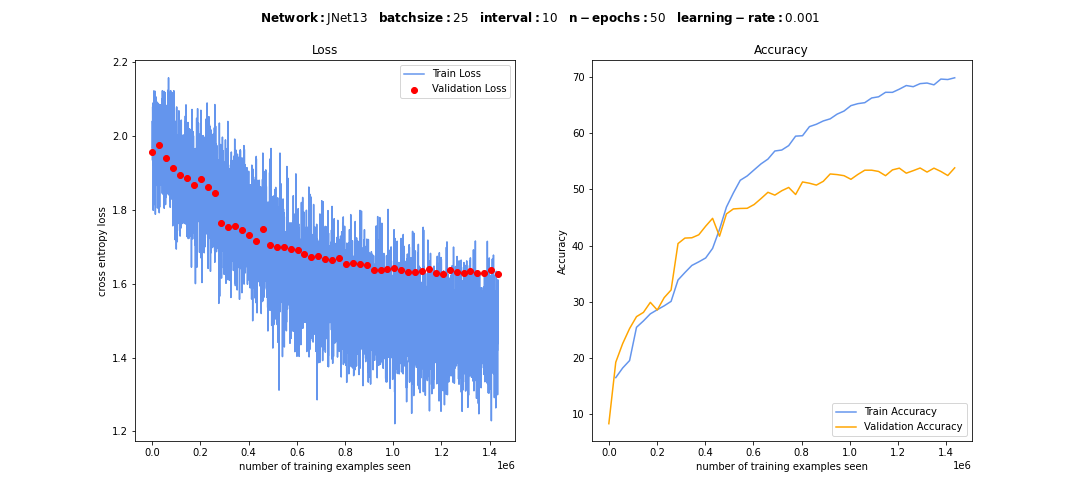 Network: JNet13 batchsize: 25 interval: 10 n−epochs: 50 learning−rate: 0.001
Loss
Accuracy
2.2
2.0
1.8
1.6
1.4
1.2
cross entropy loss
Train Loss
Validation Loss
0.0 0.2 0.4 0.6 0.8 1.0 1.2 1.4
1e6
number of training examples seen
70
60
50
40
30
20
10
Accuracy
Train Accuracy
Validation Accuracy
0.0 0.2 0.4 0.6 0.8 1.0 1.2 1.4
1e6
number of training examples seen